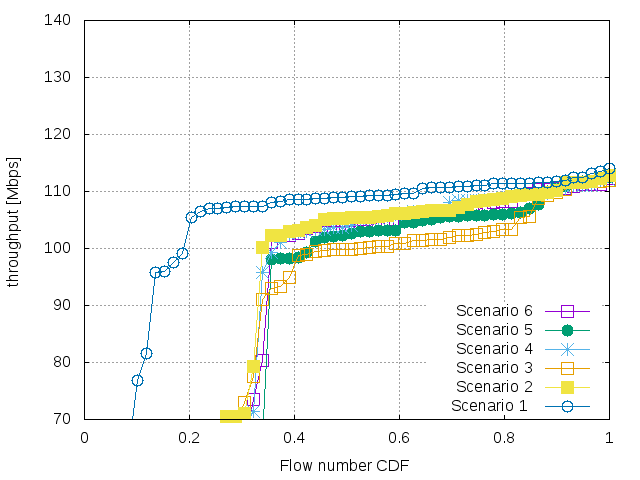 140
130
120
110
100
90
80
70
throughput [Mbps]
Scenario 6
Scenario 5
Scenario 4
Scenario 3
Scenario 2
Scenario 1
0
0.2
0.4
0.6
0.8
1
Flow number CDF